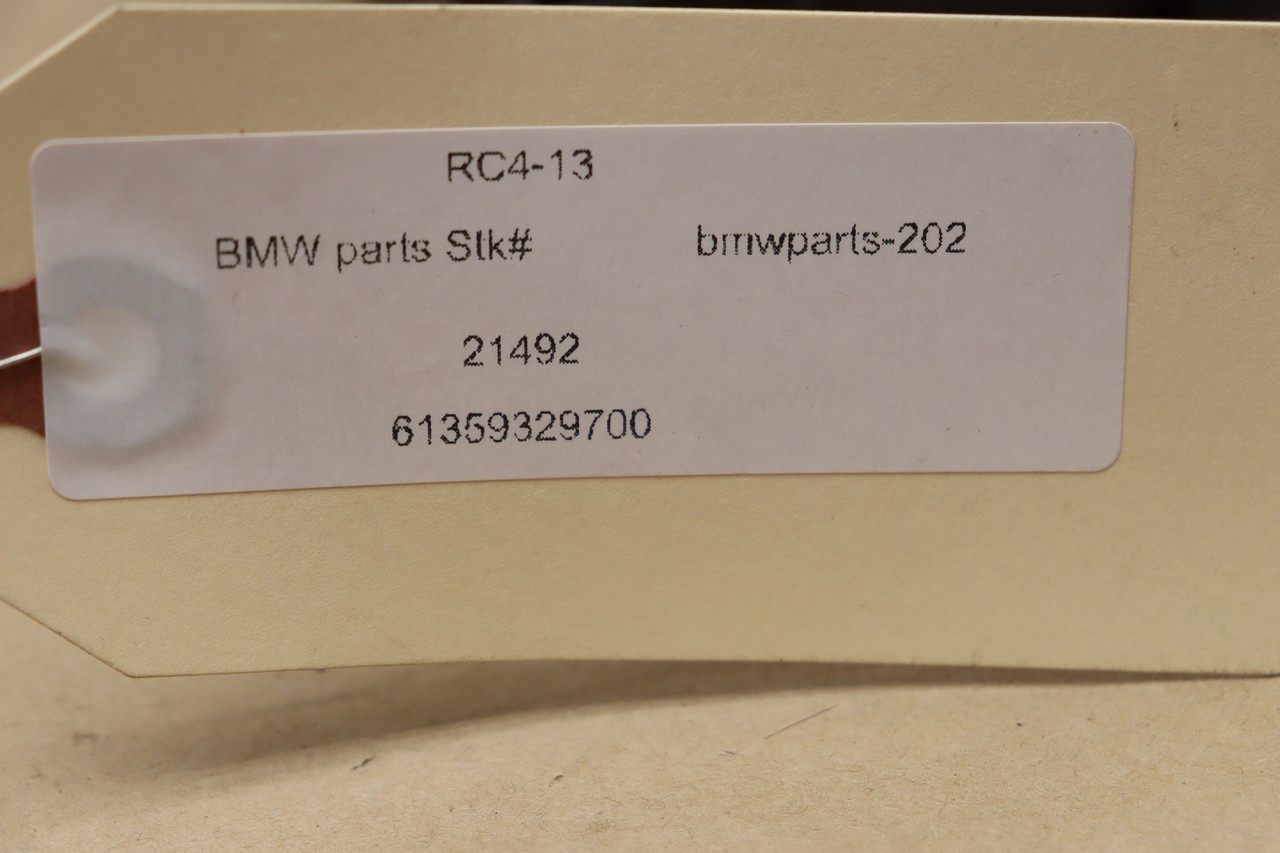 RC4-13
BMW parts Stk# bmwparts-202
21492
61359329700